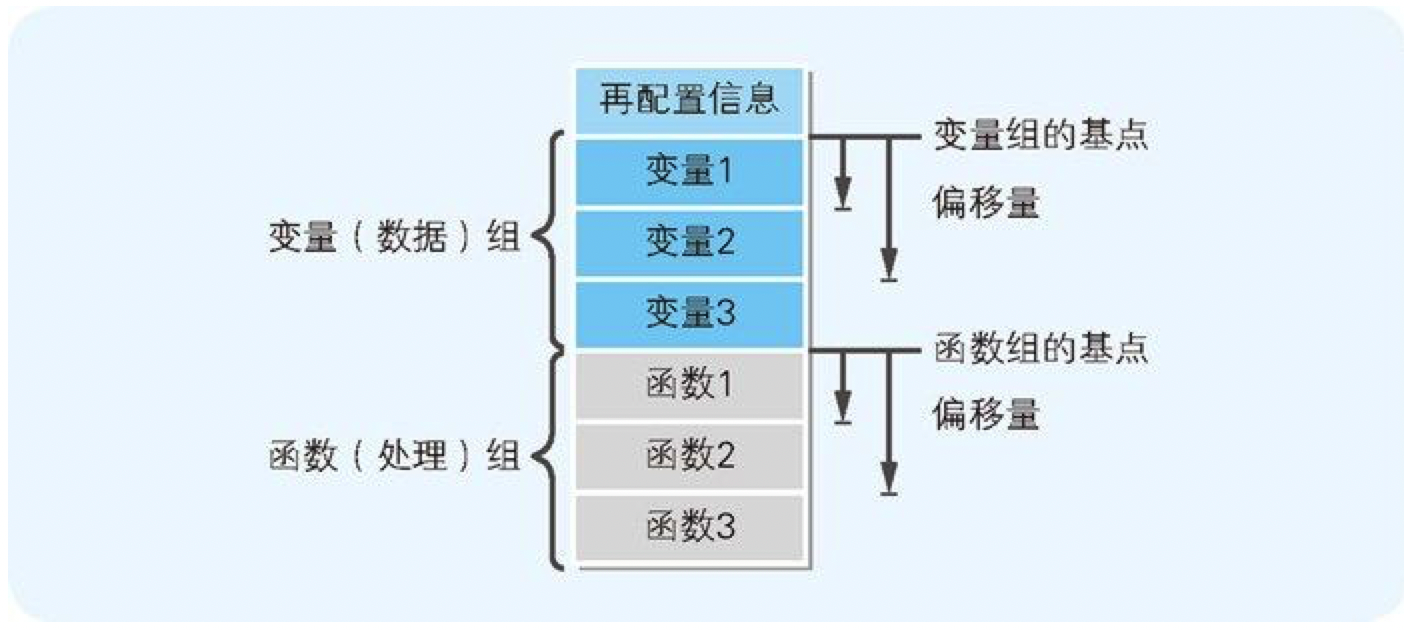 再配置信息
变量组的基点
变量1
偏移量
变量（数据）组
变量2
变量3
函数组的基点
函数1
偏移量
函数（处理）组
函数2
函数3